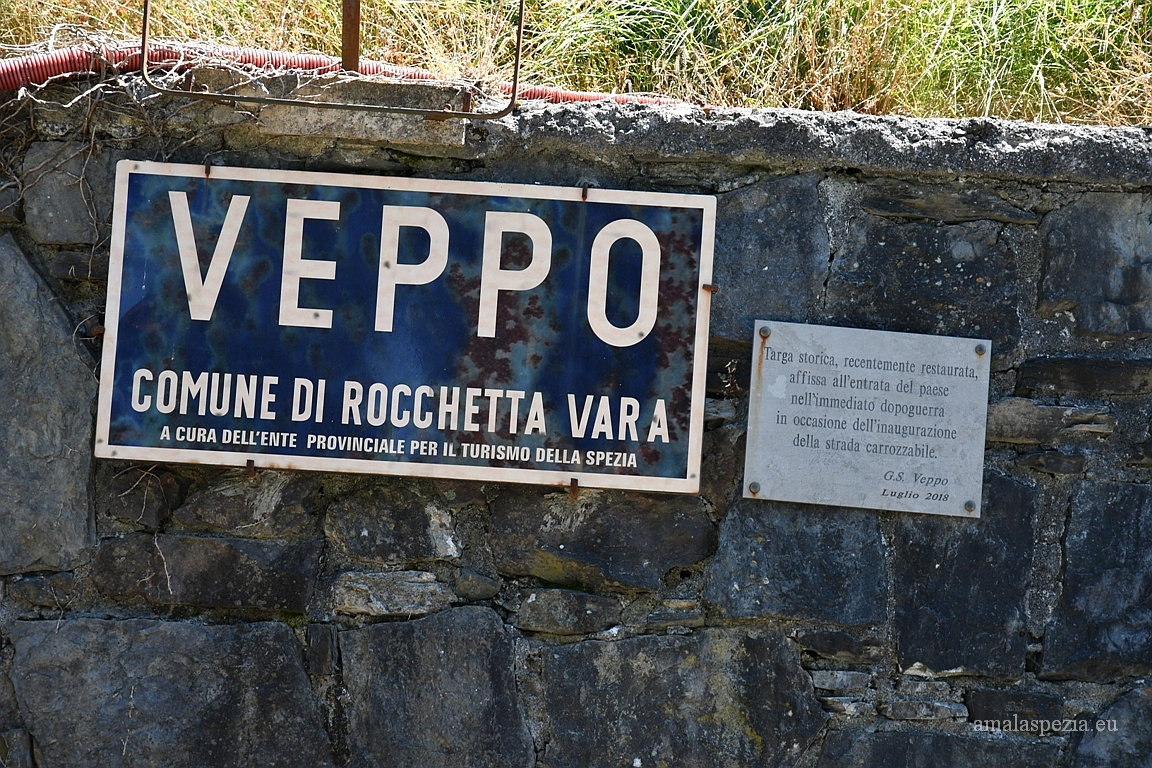 VEPPO
COMUNE DI ROCCHETTA VARA
A CURA DELL'ENTE PROVINCIALE PER IL TURISMO DELLA SPEZIA
Targa storica, recentemente restaurata,
affissa all'entrata del paese
nell'immediato dopoguerra
in occasione dell'inaugurazione
della strada carrozzabile.
G.S. Veppo
Luglio 2018
amalaspezia.eu